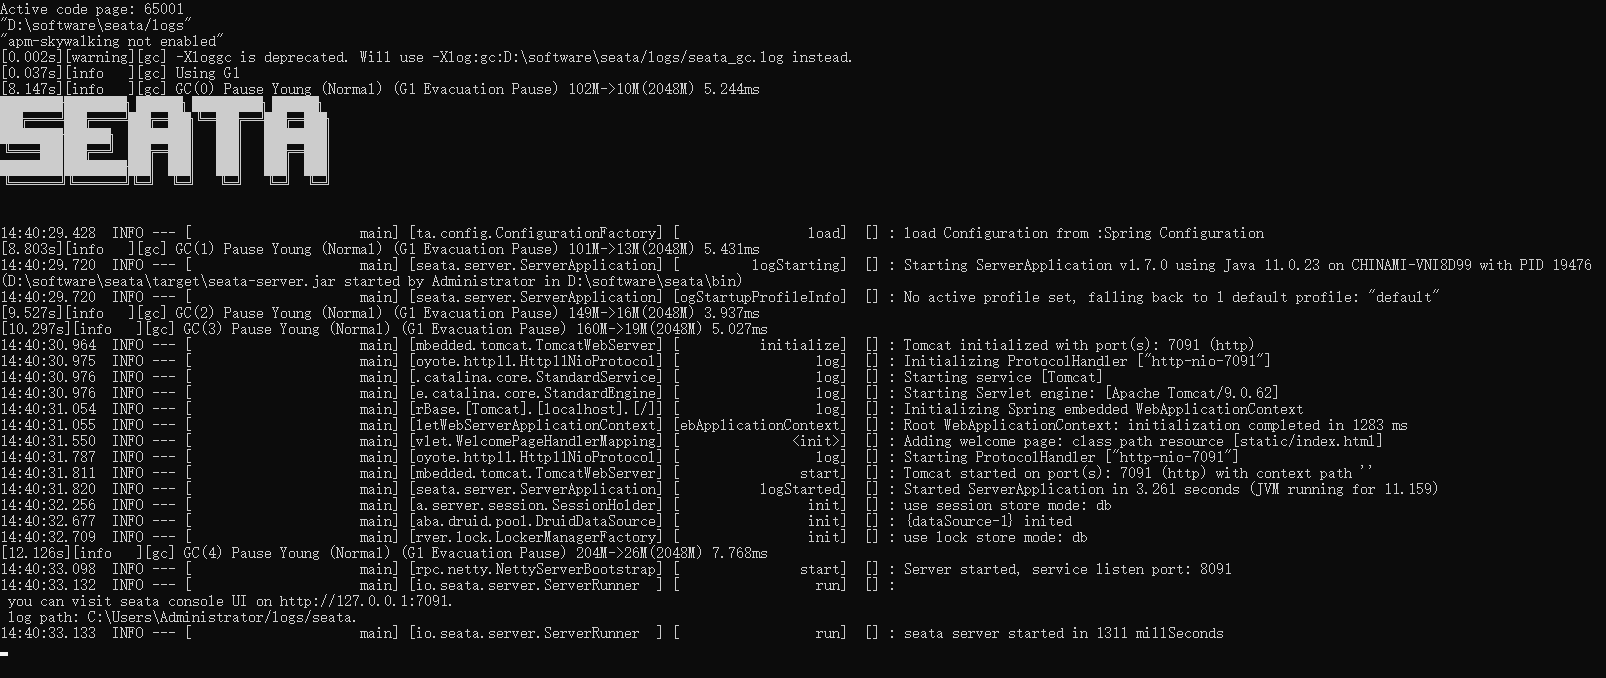 Active code page: 65001
"D:\software\seata/logs"
"apm-skywalking not enabled"
[0.002s][warning][gc] -Xloggc is deprecated. Will use -Xlog:gc:D:\software\seata/logs/seata_gc.log instead.
[0.037s][info   ][gc] Using G1
[8.147s][info   ][gc] GC(0) Pause Young (Normal) (G1 Evacuation Pause) 102M->10M(2048M) 5.244ms
SEATA
14:40:29.428  INFO --- [                     main] [ta.config.ConfigurationFactory] [                load]  [] : load Configuration from :Spring Configuration
[8.803s][info   ][gc] GC(1) Pause Young (Normal) (G1 Evacuation Pause) 101M->13M(2048M) 5.431ms
14:40:29.720  INFO --- [                     main] [seata.server.ServerApplication] [         logStarting]  [] : Starting ServerApplication v1.7.0 using Java 11.0.23 on CHINAMI-VNI8D99 with PID 19476
(D:\software\seata\target\seata-server.jar started by Administrator in D:\software\seata\bin)
14:40:29.720  INFO --- [                     main] [seata.server.ServerApplication] [ogStartupProfileInfo]  [] : No active profile set, falling back to 1 default profile: "default"
[9.527s][info   ][gc] GC(2) Pause Young (Normal) (G1 Evacuation Pause) 149M->16M(2048M) 3.937ms
[10.297s][info   ][gc] GC(3) Pause Young (Normal) (G1 Evacuation Pause) 160M->19M(2048M) 5.027ms
14:40:30.964  INFO --- [                     main] [mbedded.tomcat.TomcatWebServer] [          initialize]  [] : Tomcat initialized with port(s): 7091 (http)
14:40:30.975  INFO --- [                     main] [oyote.http11.Http11NioProtocol] [                 log]  [] : Initializing ProtocolHandler ["http-nio-7091"]
14:40:30.976  INFO --- [                     main] [.catalina.core.StandardService] [                 log]  [] : Starting service [Tomcat]
14:40:30.976  INFO --- [                     main] [e.catalina.core.StandardEngine] [                 log]  [] : Starting Servlet engine: [Apache Tomcat/9.0.62]
14:40:31.054  INFO --- [                     main] [rBase.[Tomcat].[localhost].[/]] [                 log]  [] : Initializing Spring embedded WebApplicationContext
14:40:31.055  INFO --- [                     main] [letWebServerApplicationContext] [ebApplicationContext]  [] : Root WebApplicationContext: initialization completed in 1283 ms
14:40:31.550  INFO --- [                     main] [vlet.WelcomePageHandlerMapping] [              <init>]  [] : Adding welcome page: class path resource [static/index.html]
14:40:31.787  INFO --- [                     main] [oyote.http11.Http11NioProtocol] [                 log]  [] : Starting ProtocolHandler ["http-nio-7091"]
14:40:31.811  INFO --- [                     main] [mbedded.tomcat.TomcatWebServer] [               start]  [] : Tomcat started on port(s): 7091 (http) with context path ''
14:40:31.820  INFO --- [                     main] [seata.server.ServerApplication] [          logStarted]  [] : Started ServerApplication in 3.261 seconds (JVM running for 11.159)
14:40:32.256  INFO --- [                     main] [a.server.session.SessionHolder] [                init]  [] : use session store mode: db
14:40:32.677  INFO --- [                     main] [aba.druid.pool.DruidDataSource] [                init]  [] : {dataSource-1} inited
14:40:32.709  INFO --- [                     main] [rver.lock.LockerManagerFactory] [                init]  [] : use lock store mode: db
[12.126s][info   ][gc] GC(4) Pause Young (Normal) (G1 Evacuation Pause) 204M->26M(2048M) 7.768ms
14:40:33.098  INFO --- [                     main] [rpc.netty.NettyServerBootstrap] [               start]  [] : Server started, service listen port: 8091
14:40:33.132  INFO --- [                     main] [io.seata.server.ServerRunner  ] [                 run]  [] :
 you can visit seata console UI on http://127.0.0.1:7091.
 log path: C:\Users\Administrator/logs/seata.
14:40:33.133  INFO --- [                     main] [io.seata.server.ServerRunner  ] [                 run]  [] : seata server started in 1311 millSeconds